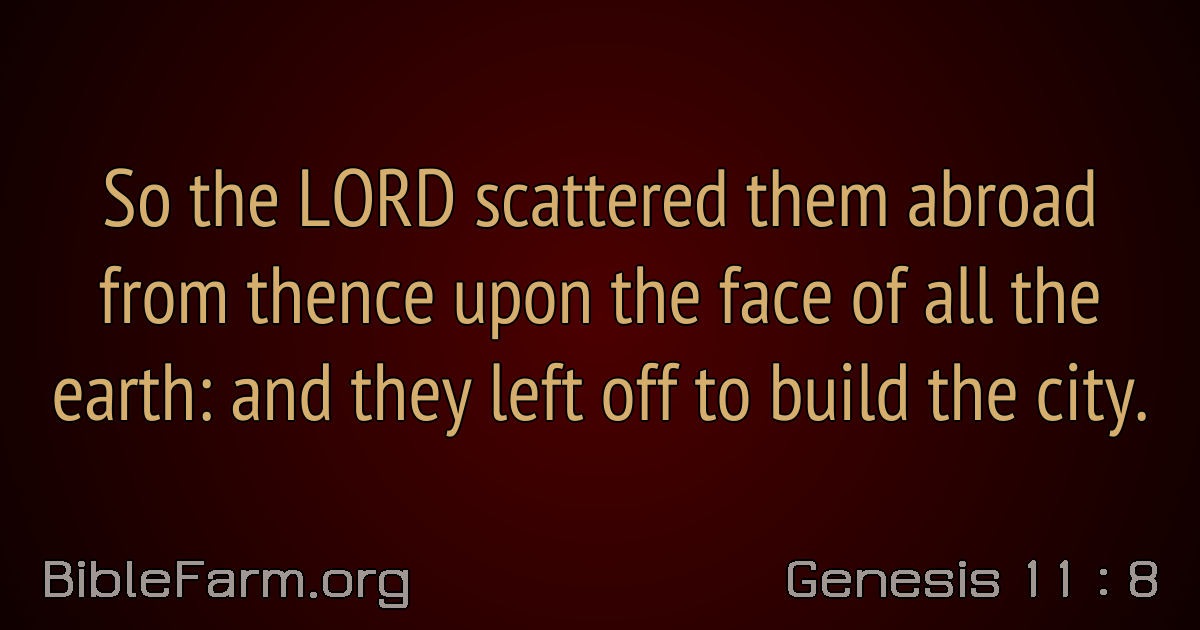 So the LORD scattered them abroad
from thence upon the face of all the
earth: and they left off to build the city.
BibleFarm.org
Genesis 11 : 8